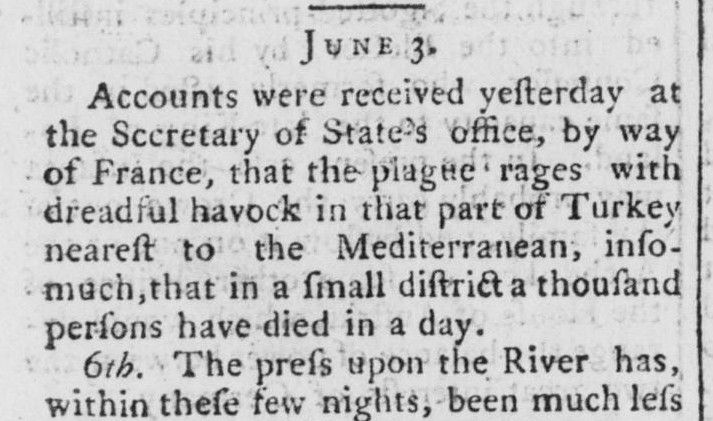 JUNE 3.
Accounts were received yeſterday at
the Secretary of State's office, by way
of France, that the plague rages with
dreadful havock in that part of Turkey
neareſt to the Mediterranean, inſo-
much, that in a ſmall diſtrict a thouſand
perſons have died in a day.
6th. The preſs upon the River has,
within theſe few nights, been much leſs